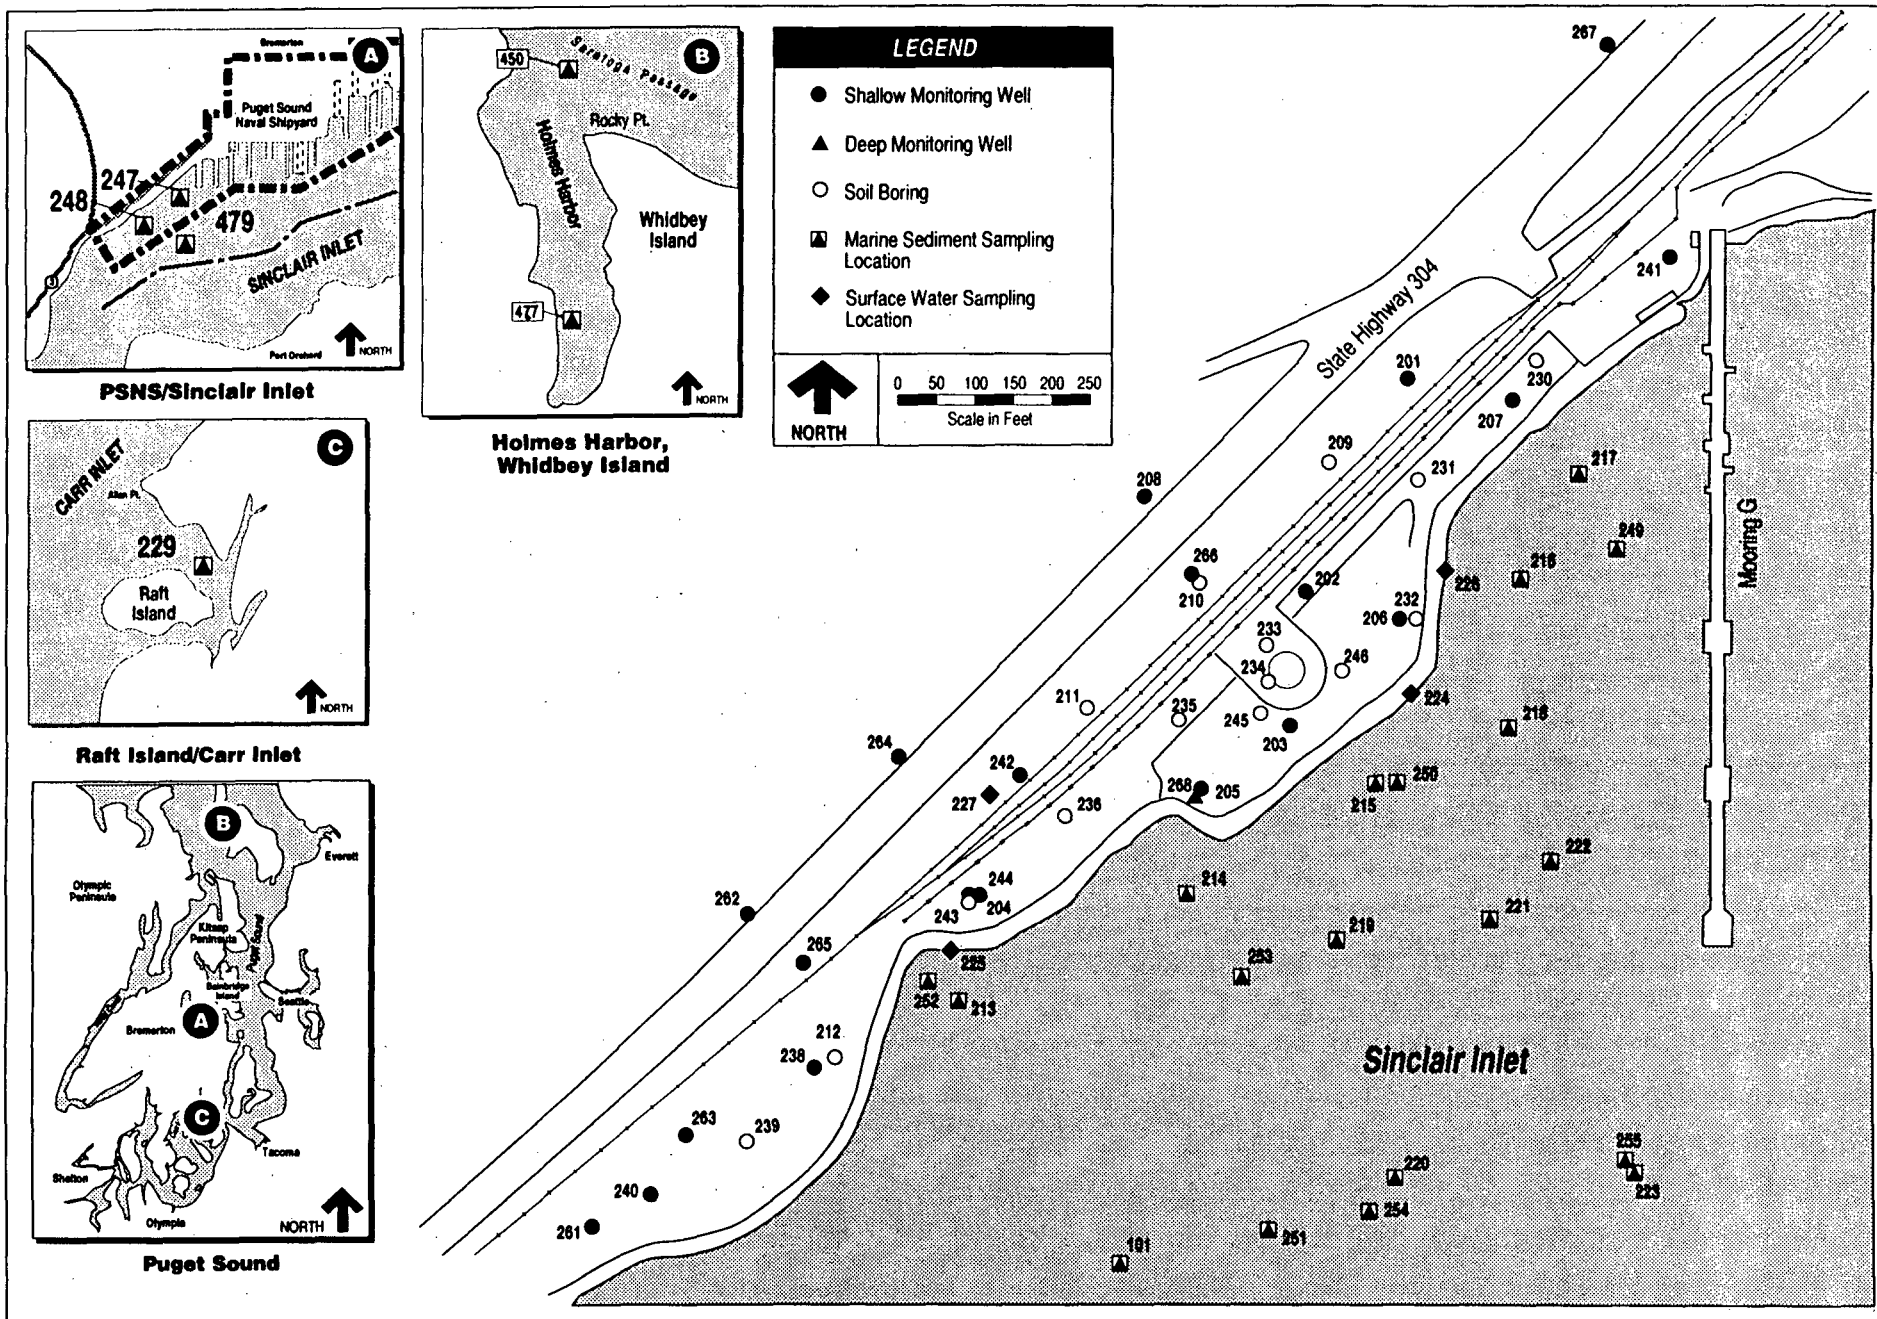 A
Bremerton
Puget Sound
Naval Shipyard
247
248
479
SINCLAIR INLET
3
Port Orchard
NORTH
PSNS/Sinclair Inlet
B
450
Saratoga Passage
Rocky Pt.
Holmes Harbor
Whidbey
Island
477
NORTH
Holmes Harbor,
Whidbey Island
C
CARR INLET
Allen Pt.
229
Raft
Island
NORTH
Raft Island/Carr Inlet
B
Everett
Olympic
Peninsula
Kitsap
Peninsula
Puget Sound
Bainbridge
Island
Seattle
Bremerton
A
C
Tacoma
Shelton
Olympia
NORTH
Puget Sound
LEGEND
Shallow Monitoring Well
Deep Monitoring Well
Soil Boring
Marine Sediment Sampling
Location
Surface Water Sampling
Location
NORTH
0 50 100 150 200 250
Scale in Feet
267
241
State Highway 304
201
230
207
209
231
217
208
249
Mooring G
266
210
202
226
216
232
206
233
234
246
224
211
235
245
203
218
264
242
227
268
205
250
215
236
222
214
262
244
243
204
221
219
265
225
253
252
213
212
238
Sinclair Inlet
263
239
255
223
220
240
254
261
251
101